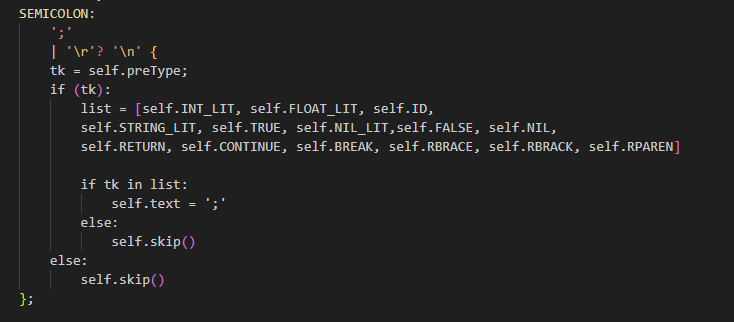 SEMICOLON:
    ';'
    | '\r'? '\n' {
    tk = self.preType;
    if (tk):
        list = [self.INT_LIT, self.FLOAT_LIT, self.ID,
        self.STRING_LIT, self.TRUE, self.NIL_LIT,self.FALSE, self.NIL,
        self.RETURN, self.CONTINUE, self.BREAK, self.RBRACE, self.RBRACK, self.RPAREN]

        if tk in list:
            self.text = ';'
        else:
            self.skip()
    else:
        self.skip()
};